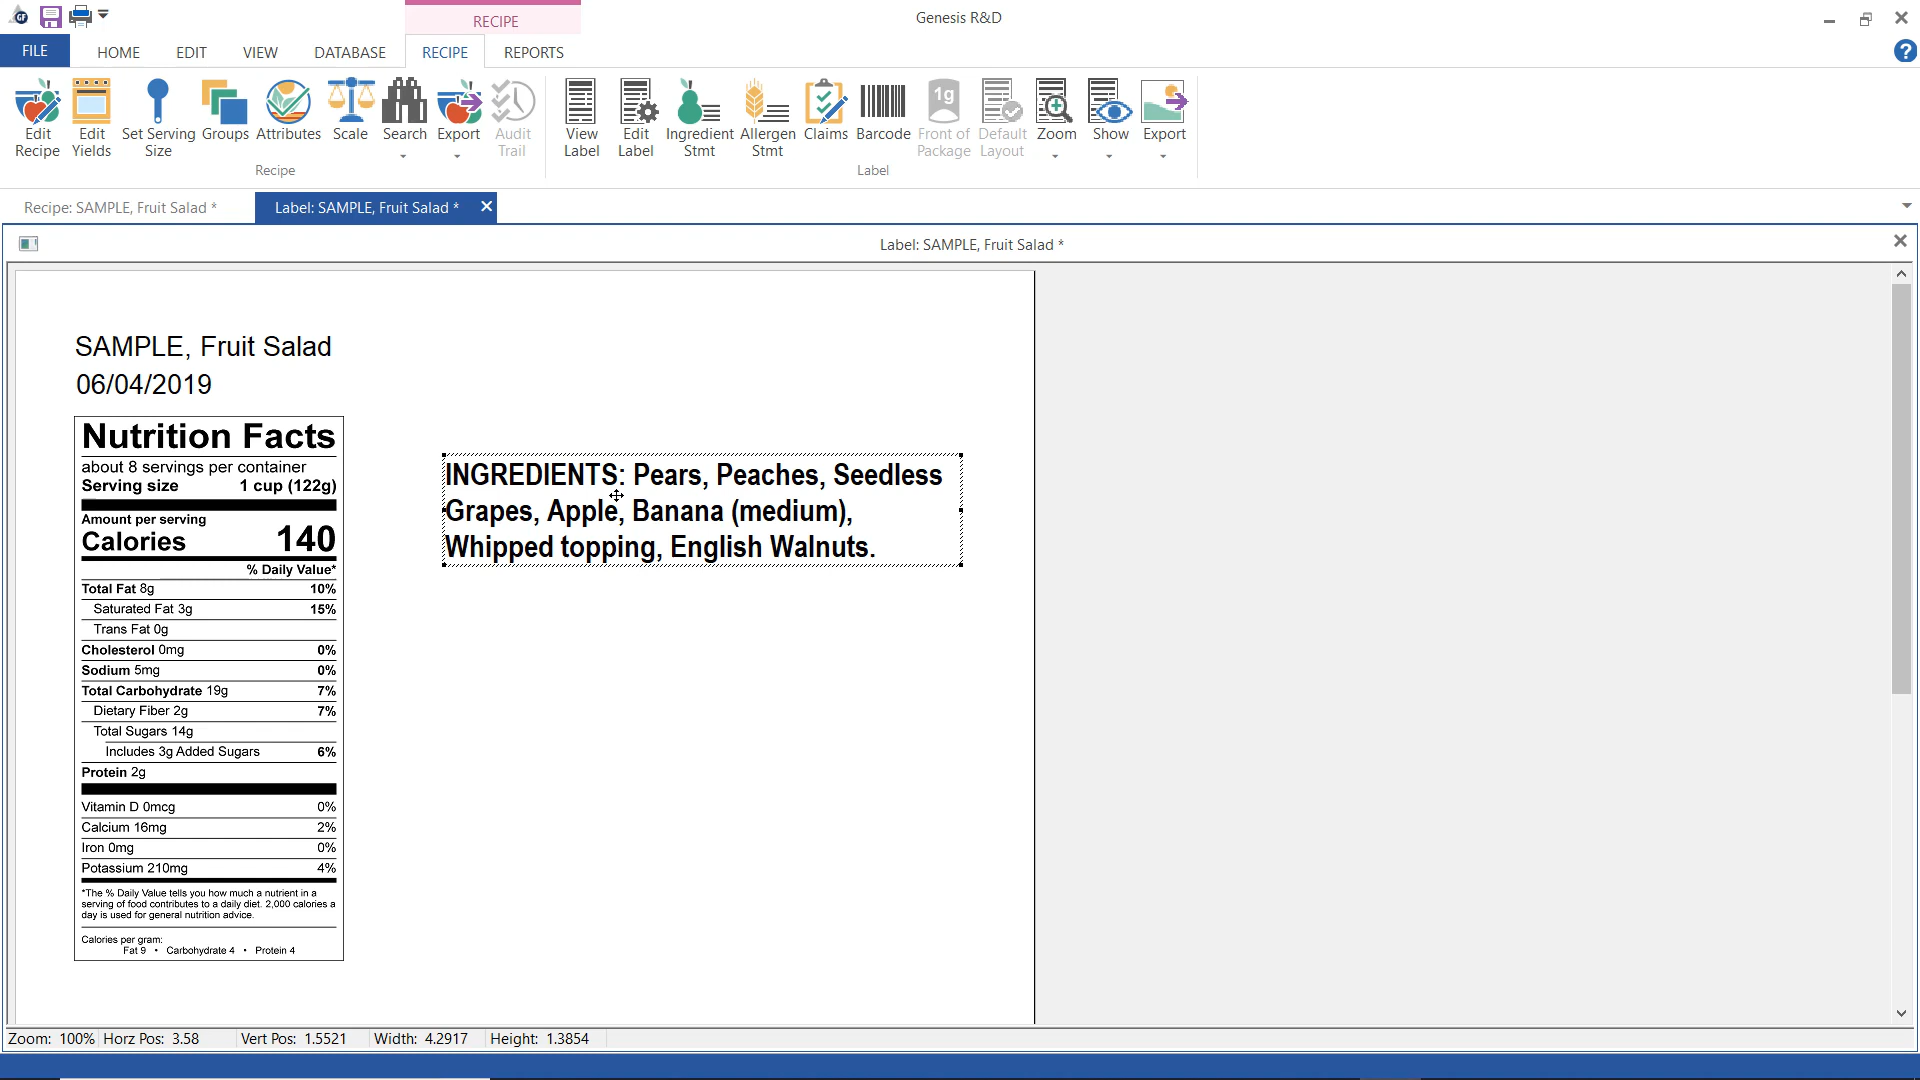 GF
RECIPE
Genesis R&D
FILE
HOME
EDIT
VIEW
DATABASE
RECIPE
REPORTS
?
Edit Recipe
Edit Yields
Set Serving Size
Groups
Attributes
Scale
Search
Export
Audit Trail
View Label
Edit Label
Ingredient Stmt
Allergen Stmt
Claims
Barcode
1g
Front of Package
Default Layout
Zoom
Show
Export
Recipe
Label
Recipe: SAMPLE, Fruit Salad *
Label: SAMPLE, Fruit Salad *
Label: SAMPLE, Fruit Salad *
SAMPLE, Fruit Salad
06/04/2019
Nutrition Facts
about 8 servings per container
Serving size 1 cup (122g)
Amount per serving
Calories 140
% Daily Value*
Total Fat 8g 10%
Saturated Fat 3g 15%
Trans Fat 0g
Cholesterol 0mg 0%
Sodium 5mg 0%
Total Carbohydrate 19g 7%
Dietary Fiber 2g 7%
Total Sugars 14g
Includes 3g Added Sugars 6%
Protein 2g
Vitamin D 0mcg 0%
Calcium 16mg 2%
Iron 0mg 0%
Potassium 210mg 4%
*The % Daily Value tells you how much a nutrient in a
serving of food contributes to a daily diet. 2,000 calories a
day is used for general nutrition advice.
Calories per gram:
Fat 9 • Carbohydrate 4 • Protein 4
INGREDIENTS: Pears, Peaches, Seedless
Grapes, Apple, Banana (medium),
Whipped topping, English Walnuts.
Zoom: 100% Horz Pos: 3.58 Vert Pos: 1.5521 Width: 4.2917 Height: 1.3854